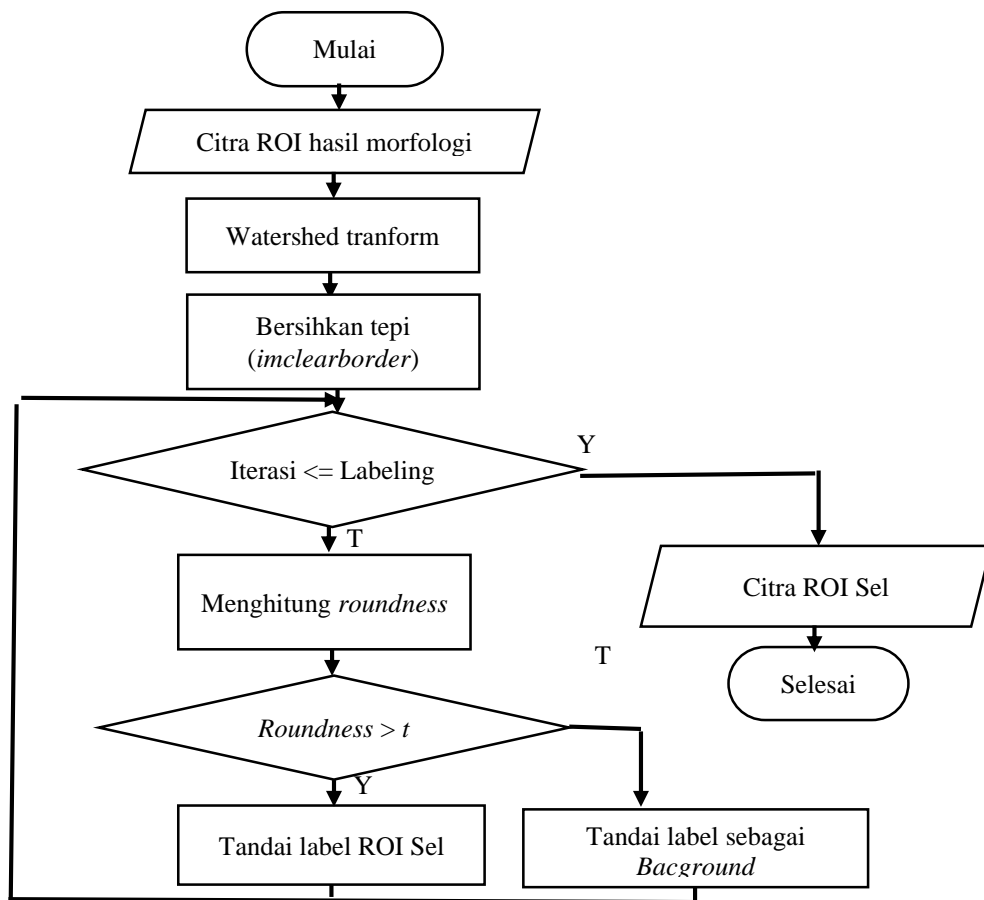 Mulai
Citra ROI hasil morfologi
Watershed tranform
Bersihkan tepi
(imclearborder)
Iterasi <= Labeling
Y
T
Citra ROI Sel
Menghitung roundness
T
Selesai
Roundness > t
Y
Tandai label ROI Sel
Tandai label sebagai
Bacground